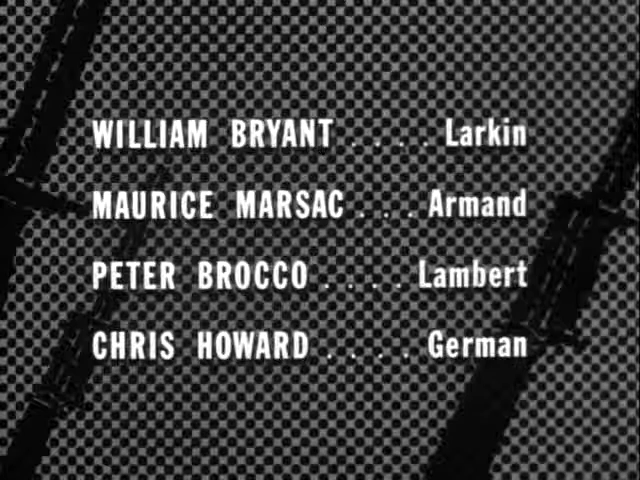 WILLIAM BRYANT . . . . Larkin
MAURICE MARSAC . . . Armand
PETER BROCCO . . . . Lambert
CHRIS HOWARD . . . . German